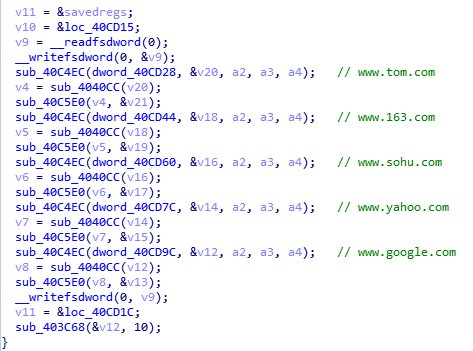 v11 = &savedregs;
v10 = &loc_40CD15;
v9 = __readfsdword(0);
__writefsdword(0, &v9);
sub_40C4EC(dword_40CD28, &v20, a2, a3, a4); // www.tom.com
v4 = sub_4040CC(v20);
sub_40C5E0(v4, &v21);
sub_40C4EC(dword_40CD44, &v18, a2, a3, a4); // www.163.com
v5 = sub_4040CC(v18);
sub_40C5E0(v5, &v19);
sub_40C4EC(dword_40CD60, &v16, a2, a3, a4); // www.sohu.com
v6 = sub_4040CC(v16);
sub_40C5E0(v6, &v17);
sub_40C4EC(dword_40CD7C, &v14, a2, a3, a4); // www.yahoo.com
v7 = sub_4040CC(v14);
sub_40C5E0(v7, &v15);
sub_40C4EC(dword_40CD9C, &v12, a2, a3, a4); // www.google.com
v8 = sub_4040CC(v12);
sub_40C5E0(v8, &v13);
__writefsdword(0, v9);
v11 = &loc_40CD1C;
sub_403C68(&v12, 10);
}